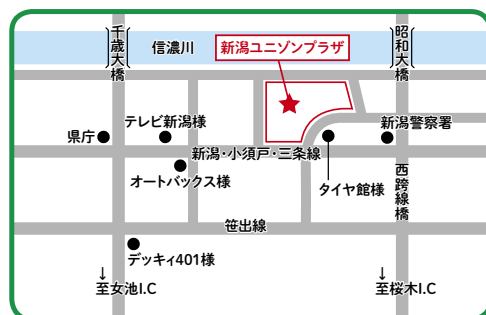 千歳大橋
信濃川
新潟ユニゾンプラザ
昭和大橋
県庁
テレビ新潟様
新潟警察署
新潟・小須戸・三条線
オートバックス様
タイヤ館様
西跨線橋
笹出線
デッキィ401様
↓
至女池I.C
↓
至桜木I.C